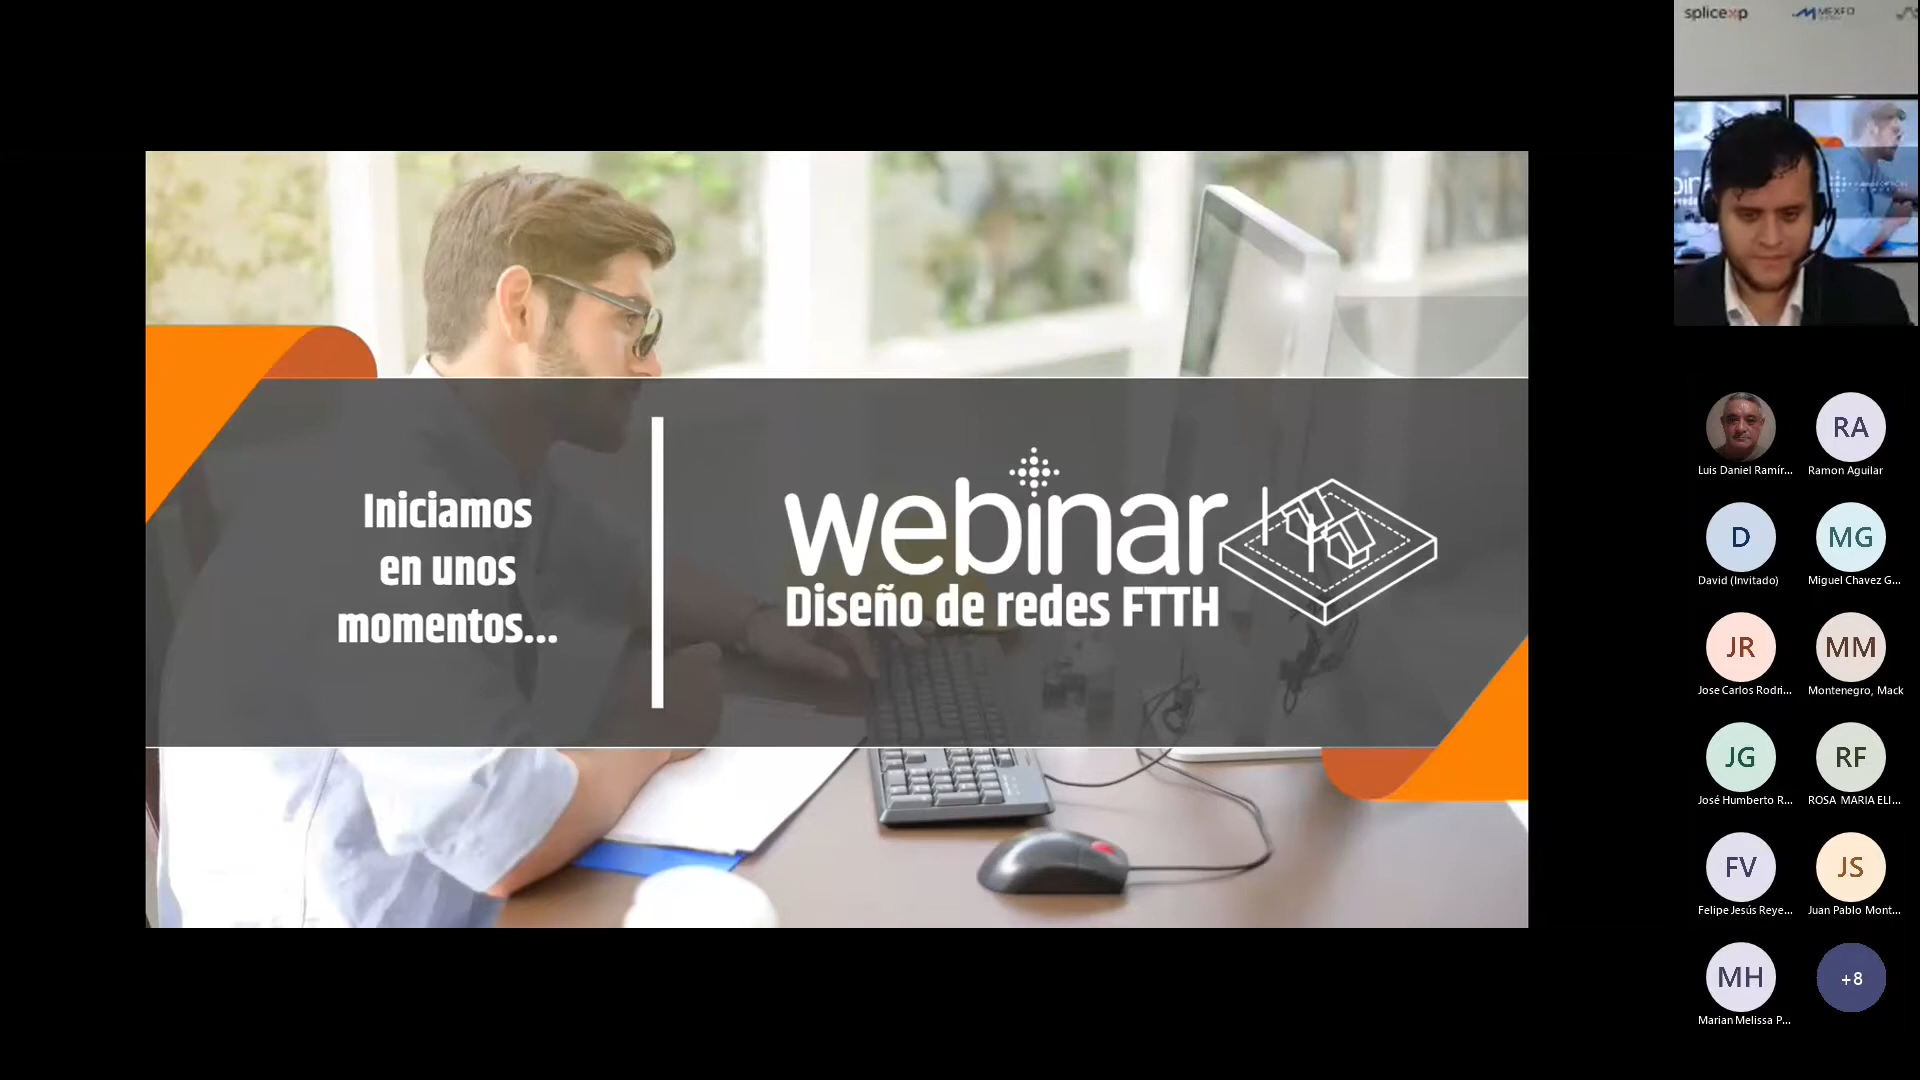 Iniciamos
en unos
momentos...
webinar
Diseño de redes FTTH
splicexp
MEXFO
Luis Daniel Ramír...
RA
Ramon Aguilar
D
David (Invitado)
MG
Miguel Chavez G...
JR
Jose Carlos Rodri...
MM
Montenegro, Mack
JG
José Humberto R...
RF
ROSA MARIA ELI...
FV
Felipe Jesús Reye...
JS
Juan Pablo Mont...
MH
Marian Melissa P...
+8